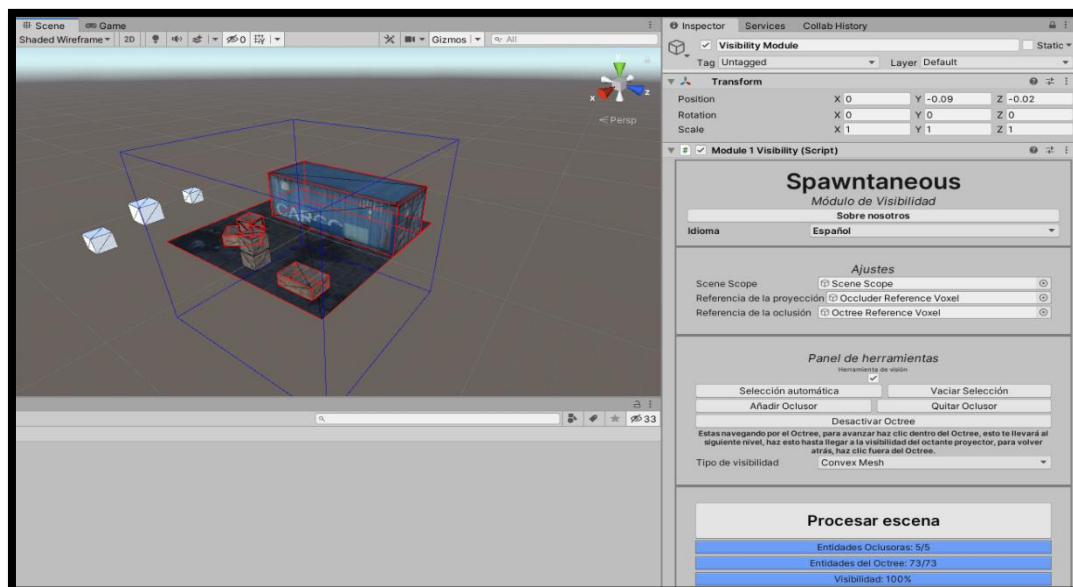 Scene Game
Shaded Wireframe 2D 0 Gizmos All
Y
X Z
Persp
CARGO
33
Inspector Services Collab History
Visibility Module Static
Tag Untagged Layer Default
Transform
Position X 0 Y -0.09 Z -0.02
Rotation X 0 Y 0 Z 0
Scale X 1 Y 1 Z 1
Module 1 Visibility (Script)
Spawntaneous
Módulo de Visibilidad
Sobre nosotros
Idioma Español
Ajustes
Scene Scope Scene Scope
Referencia de la proyección Occluder Reference Voxel
Referencia de la oclusión Octree Reference Voxel
Panel de herramientas
Herramienta de visión
Selección automática Vaciar Selección
Añadir Oclusor Quitar Oclusor
Desactivar Octree
Estas navegando por el Octree, para avanzar haz clic dentro del Octree, esto te llevará al
siguiente nivel, haz esto hasta llegar a la visibilidad del octante proyector, para volver
atrás, haz clic fuera del Octree.
Tipo de visibilidad Convex Mesh
Procesar escena
Entidades Oclusoras: 5/5
Entidades del Octree: 73/73
Visibilidad: 100%